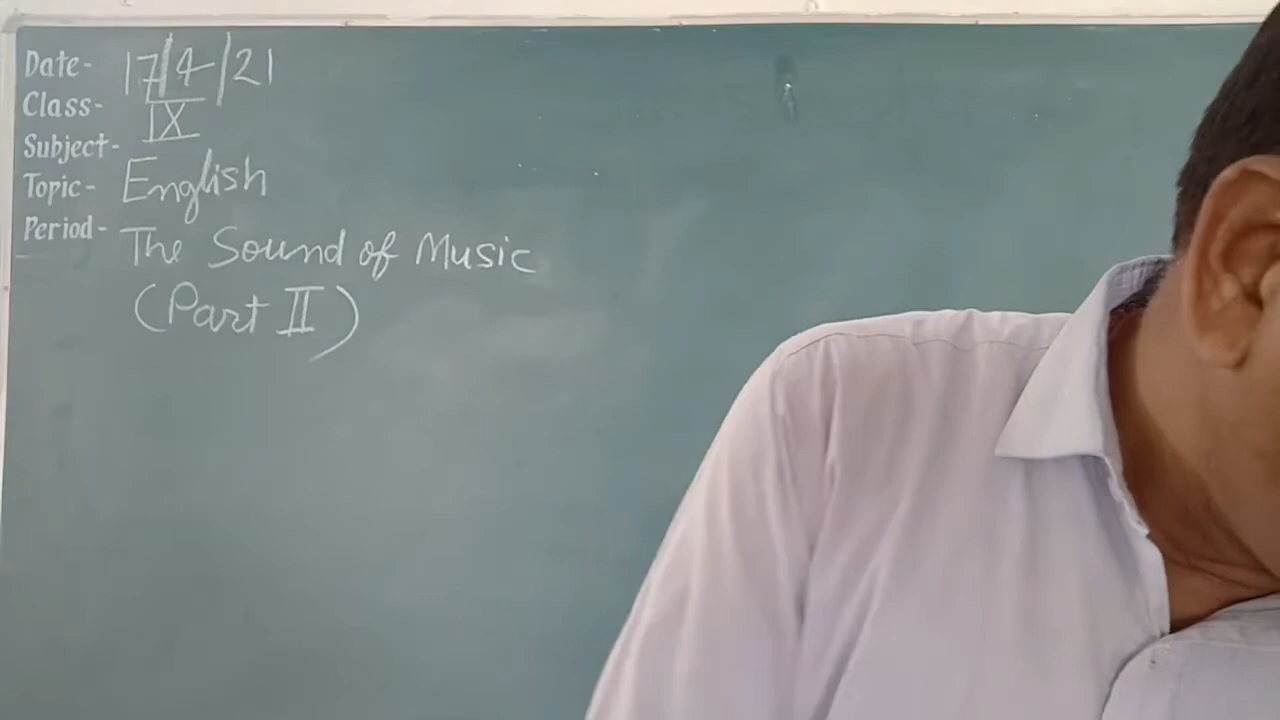 Date- 17/4/21
Class- IX
Subject-
Topic- English
Period- The Sound of Music
(Part II)